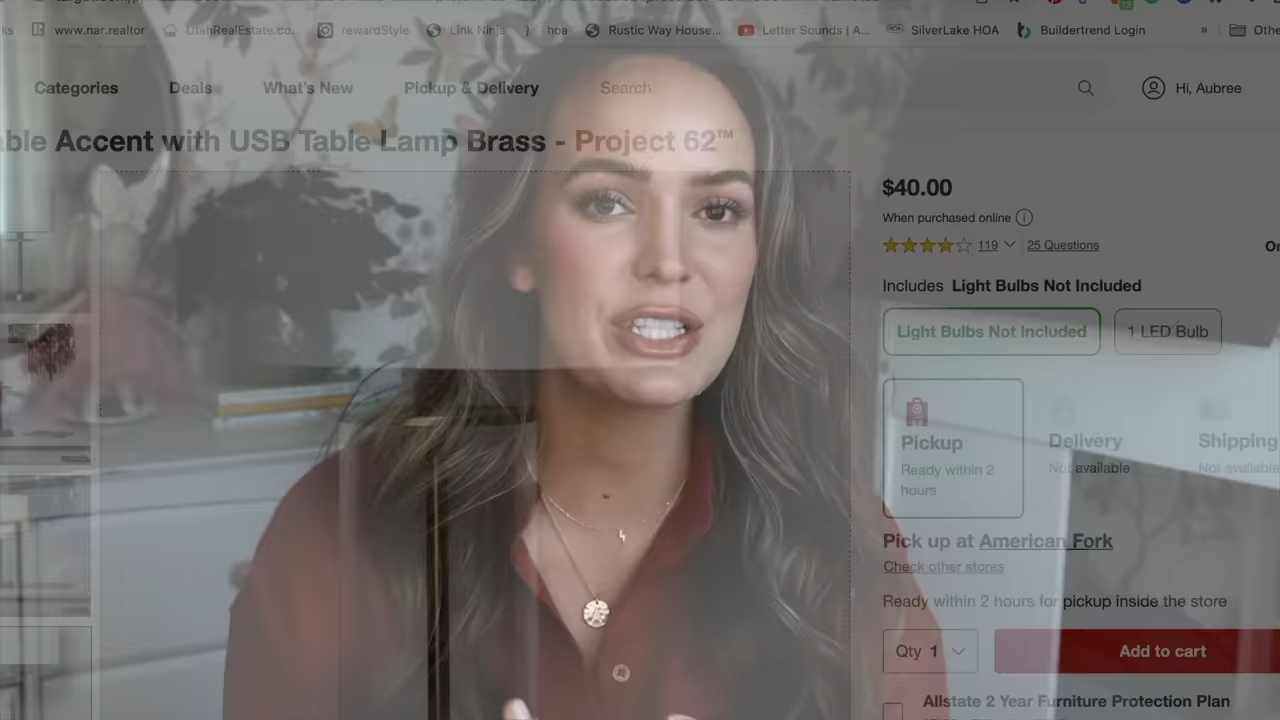 www.nar.realtor
UtahRealEstate.co...
rewardStyle
Link Ninja
hoa
Rustic Way House...
Letter Sounds | A...
SilverLake HOA
Buildertrend Login
»
Categories
Deals
What's New
Pickup & Delivery
Search
Hi, Aubree
ble Accent with USB Table Lamp Brass - Project 62™
$40.00
When purchased online
119
25 Questions
Includes Light Bulbs Not Included
Light Bulbs Not Included
1 LED Bulb
Pickup
Ready within 2
hours
Delivery
Not available
Shipping
Not available
Pick up at American Fork
Check other stores
Ready within 2 hours for pickup inside the store
Qty 1
Add to cart
Allstate 2 Year Furniture Protection Plan